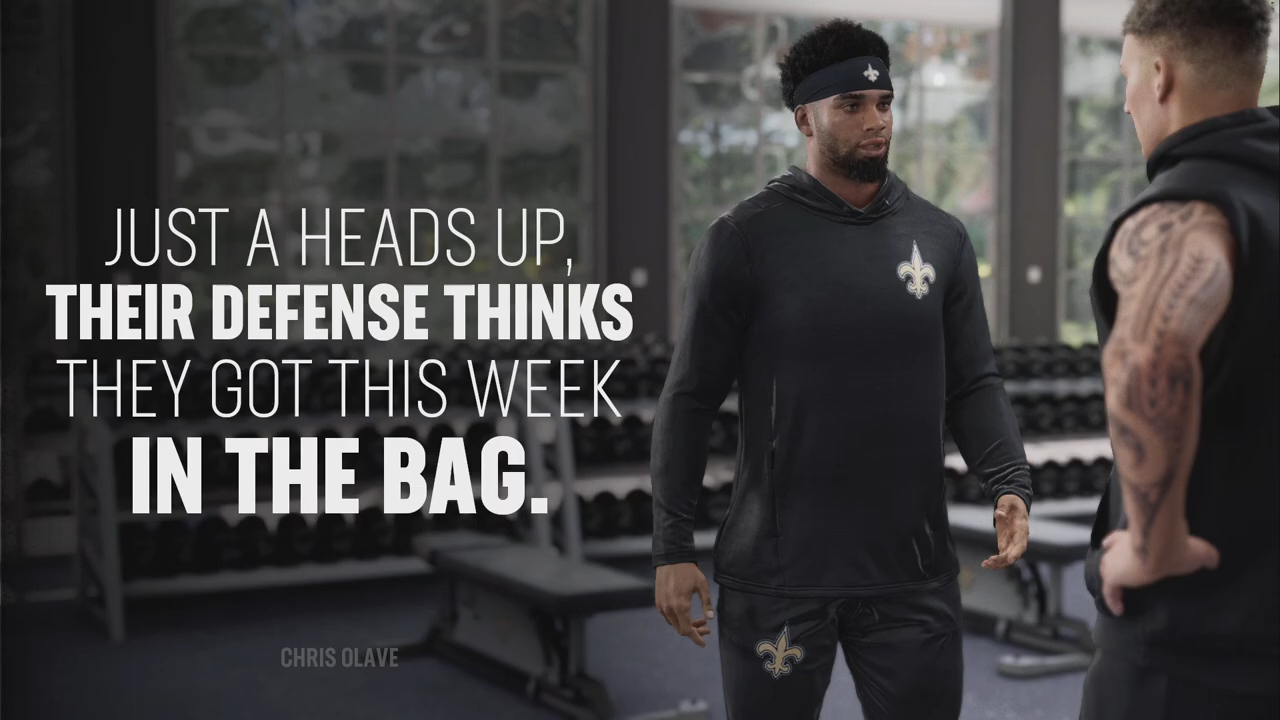 JUST A HEADS UP,
THEIR DEFENSE THINKS
THEY GOT THIS WEEK
IN THE BAG.
CHRIS OLAVE